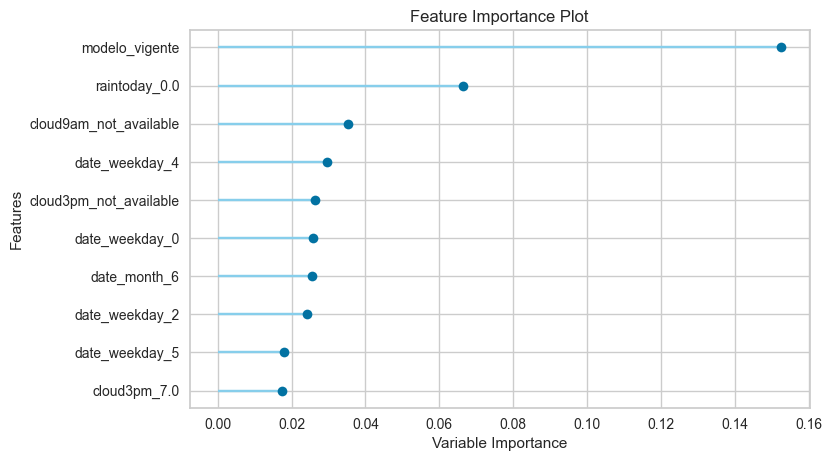 Feature Importance Plot
Features
modelo_vigente
raintoday_0.0
cloud9am_not_available
date_weekday_4
cloud3pm_not_available
date_weekday_0
date_month_6
date_weekday_2
date_weekday_5
cloud3pm_7.0
0.00 0.02 0.04 0.06 0.08 0.10 0.12 0.14 0.16
Variable Importance